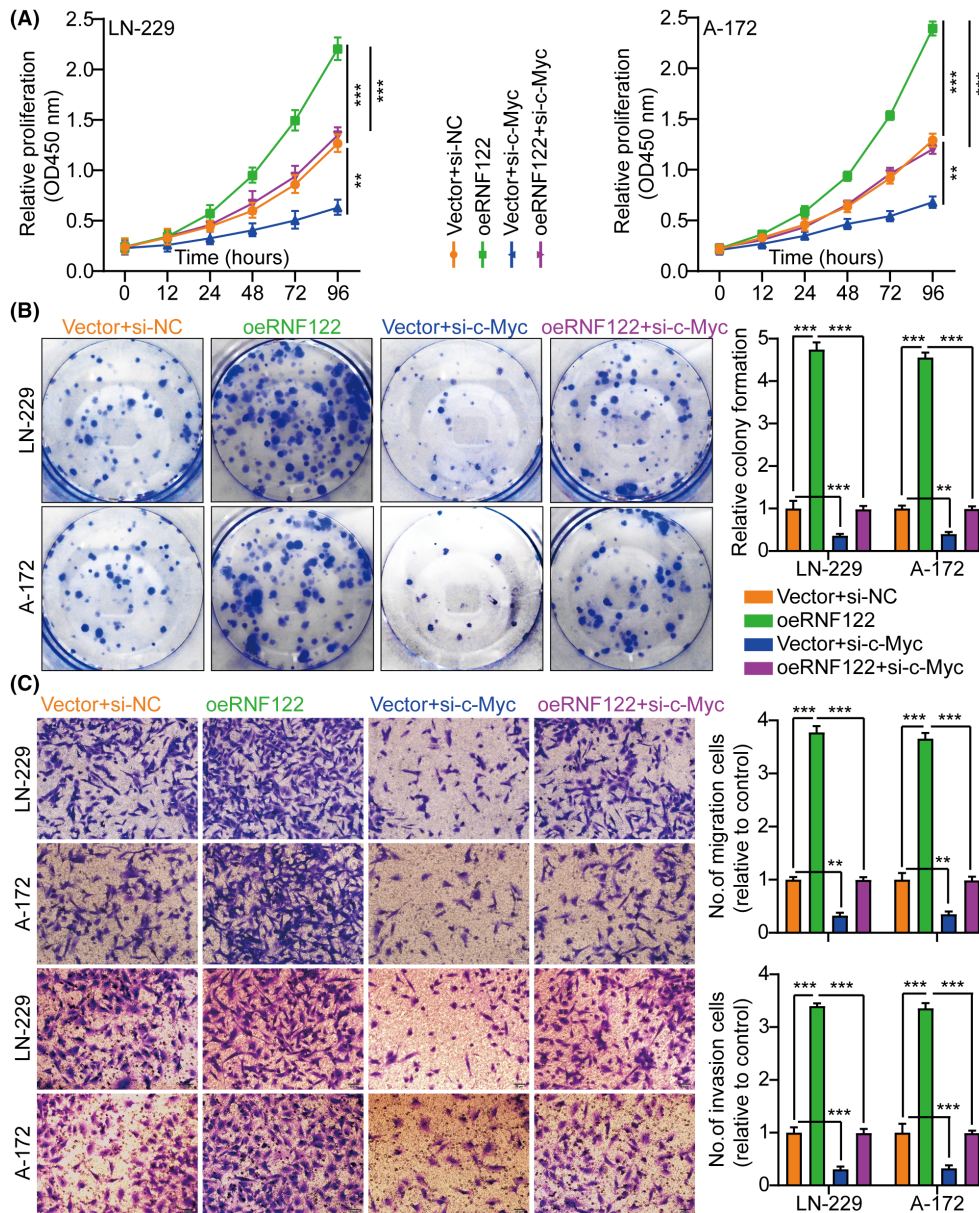 (A)
LN-229
Relative proliferation
(OD450 nm)
2.5
2.0
1.5
1.0
0.5
0.0
0 12 24 48 72 96
Time (hours)
***
***
**
Vector+si-NC
oeRNF122
Vector+si-c-Myc
oeRNF122+si-c-Myc
A-172
Relative proliferation
(OD450 nm)
2.5
2.0
1.5
1.0
0.5
0.0
0 12 24 48 72 96
Time (hours)
***
***
**
(B)
Vector+si-NC oeRNF122 Vector+si-c-Myc oeRNF122+si-c-Myc
LN-229
A-172
Relative colony formation
5
4
5
2
1
0
*** *** *** ***
*** **
LN-229 A-172
Vector+si-NC
oeRNF122
Vector+si-c-Myc
oeRNF122+si-c-Myc
(C)
Vector+si-NC oeRNF122 Vector+si-c-Myc oeRNF122+si-c-Myc
LN-229
A-172
LN-229
A-172
No.of migration cells
(relative to control)
4
3
1
0
*** *** *** ***
** **
No.of invasion cells
(relative to control)
4
3
1
0
*** *** *** ***
*** ***
LN-229 A-172